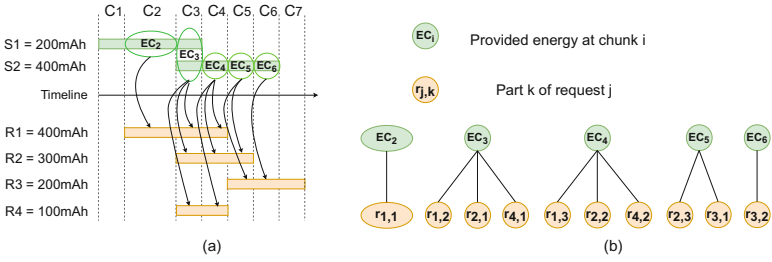 C1 C2 C3 C4 C5 C6 C7
S1 = 200mAh
EC2
EC3
S2 = 400mAh
EC4 EC5 EC6
Timeline
R1 = 400mAh
R2 = 300mAh
R3 = 200mAh
R4 = 100mAh
(a)
ECi Provided energy at chunk i
rj,k Part k of request j
EC2 EC3 EC4 EC5 EC6
r1,1 r1,2 r2,1 r4,1 r1,3 r2,2 r4,2 r2,3 r3,1 r3,2
(b)